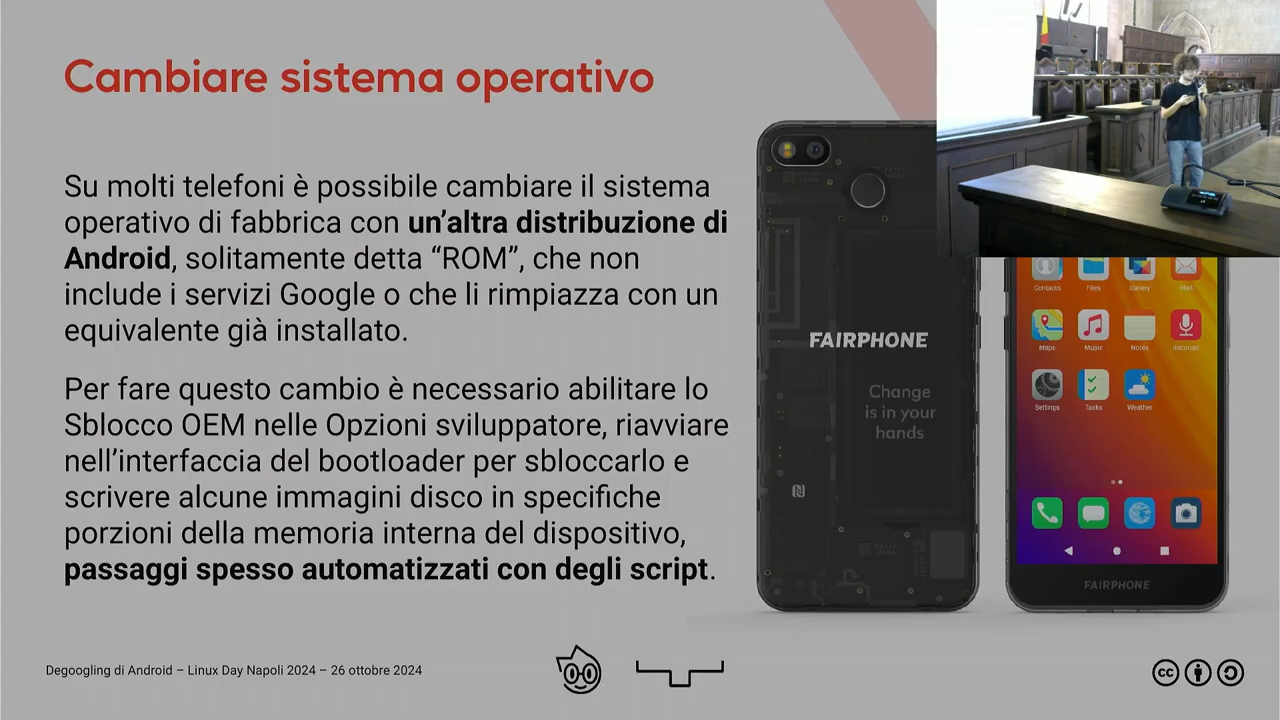 Cambiare sistema operativo
Su molti telefoni è possibile cambiare il sistema
operativo di fabbrica con un’altra distribuzione di
Android, solitamente detta “ROM”, che non
include i servizi Google o che li rimpiazza con un
equivalente già installato.
Per fare questo cambio è necessario abilitare lo
Sblocco OEM nelle Opzioni sviluppatore, riavviare
nell’interfaccia del bootloader per sbloccarlo e
scrivere alcune immagini disco in specifiche
porzioni della memoria interna del dispositivo,
passaggi spesso automatizzati con degli script.
FAIRPHONE
Change
is in your
hands
Contacts Files Gallery Mail
Maps Music Notes Recorder
Settings Tasks Weather
FAIRPHONE
Degoogling di Android – Linux Day Napoli 2024 – 26 ottobre 2024
cc